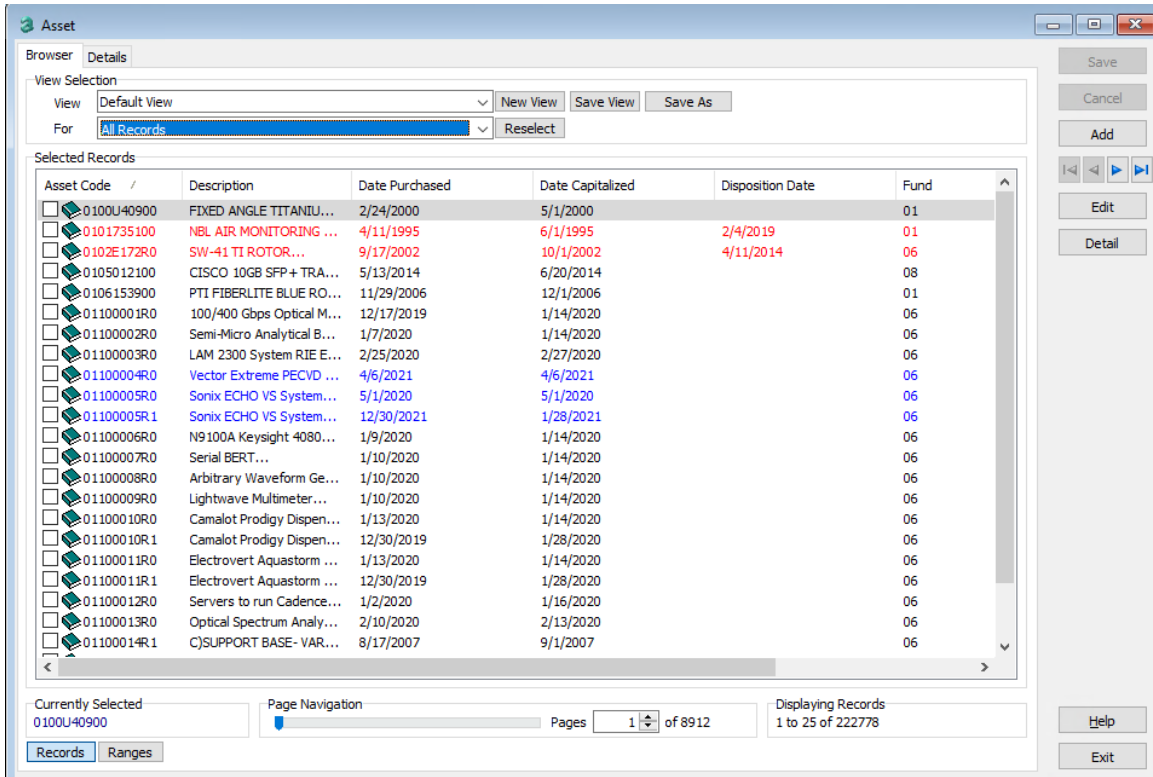 Asset
Browser Details
View Selection
View Default View New View Save View Save As
For All Records Reselect
Selected Records
Asset Code / Description Date Purchased Date Capitalized Disposition Date Fund
0100U40900 FIXED ANGLE TITANIU... 2/24/2000 5/1/2000 01
0101735100 NBL AIR MONITORING ... 4/11/1995 6/1/1995 2/4/2019 01
0102E172R0 SW-41 TI ROTOR... 9/17/2002 10/1/2002 4/11/2014 06
0105012100 CISCO 10GB SFP+ TRA... 5/13/2014 6/20/2014 08
0106153900 PTI FIBERLITE BLUE RO... 11/29/2006 12/1/2006 01
01100001R0 100/400 Gbps Optical M... 12/17/2019 1/14/2020 06
01100002R0 Semi-Micro Analytical B... 1/7/2020 1/14/2020 06
01100003R0 LAM 2300 System RIE E... 2/25/2020 2/27/2020 06
01100004R0 Vector Extreme PECVD ... 4/6/2021 4/6/2021 06
01100005R0 Sonix ECHO VS System... 5/1/2020 5/1/2020 06
01100005R1 Sonix ECHO VS System... 12/30/2021 1/28/2021 06
01100006R0 N9100A Keysight 4080... 1/9/2020 1/14/2020 06
01100007R0 Serial BERT... 1/10/2020 1/14/2020 06
01100008R0 Arbitrary Waveform Ge... 1/10/2020 1/14/2020 06
01100009R0 Lightwave Multimeter... 1/10/2020 1/14/2020 06
01100010R0 Camalot Prodigy Dispen... 1/13/2020 1/14/2020 06
01100010R1 Camalot Prodigy Dispen... 12/30/2019 1/28/2020 06
01100011R0 Electrovert Aquastorm ... 1/13/2020 1/14/2020 06
01100011R1 Electrovert Aquastorm ... 12/30/2019 1/28/2020 06
01100012R0 Servers to run Cadence... 1/2/2020 1/16/2020 06
01100013R0 Optical Spectrum Analy... 2/10/2020 2/13/2020 06
01100014R1 C)SUPPORT BASE- VAR... 8/17/2007 9/1/2007 06
Currently Selected
0100U40900
Page Navigation
Pages 1 of 8912
Displaying Records
1 to 25 of 222778
Records Ranges
Save
Cancel
Add
Edit
Detail
Help
Exit